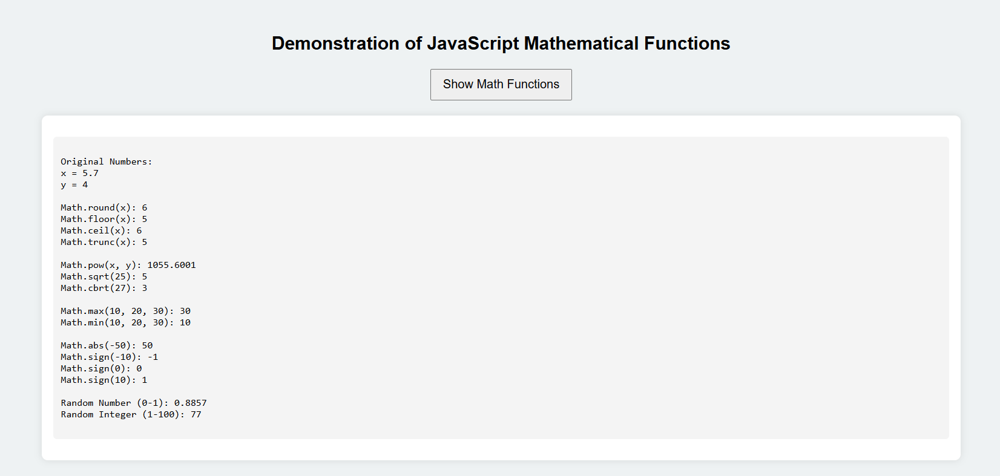 Demonstration of JavaScript Mathematical Functions
Show Math Functions
Original Numbers:
x = 5.7
y = 4
Math.round(x): 6
Math.floor(x): 5
Math.ceil(x): 6
Math.trunc(x): 5
Math.pow(x, y): 1055.6001
Math.sqrt(25): 5
Math.cbrt(27): 3
Math.max(10, 20, 30): 30
Math.min(10, 20, 30): 10
Math.abs(-50): 50
Math.sign(-10): -1
Math.sign(0): 0
Math.sign(10): 1
Random Number (0-1): 0.8857
Random Integer (1-100): 77